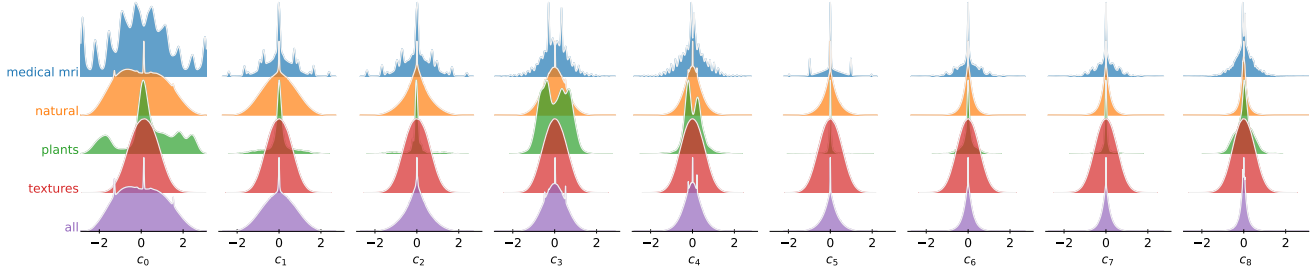 medical mri
natural
plants
textures
all
−2 0 2 −2 0 2 −2 0 2 −2 0 2 −2 0 2 −2 0 2 −2 0 2 −2 0 2 −2 0 2
c₀ c₁ c₂ c₃ c₄ c₅ c₆ c₇ c₈